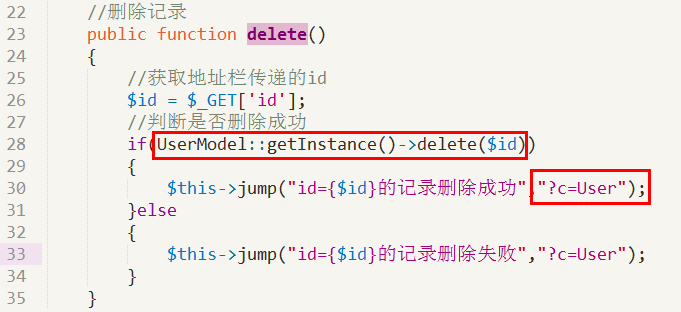 22 //删除记录
23 public function delete()
24 {
25 //获取地址栏传递的id
26 $id = $_GET['id'];
27 //判断是否删除成功
28 if(UserModel::getInstance()->delete($id))
29 {
30 $this->jump("id={$id}的记录删除成功","?c=User");
31 }else
32 {
33 $this->jump("id={$id}的记录删除失败","?c=User");
34 }
35 }